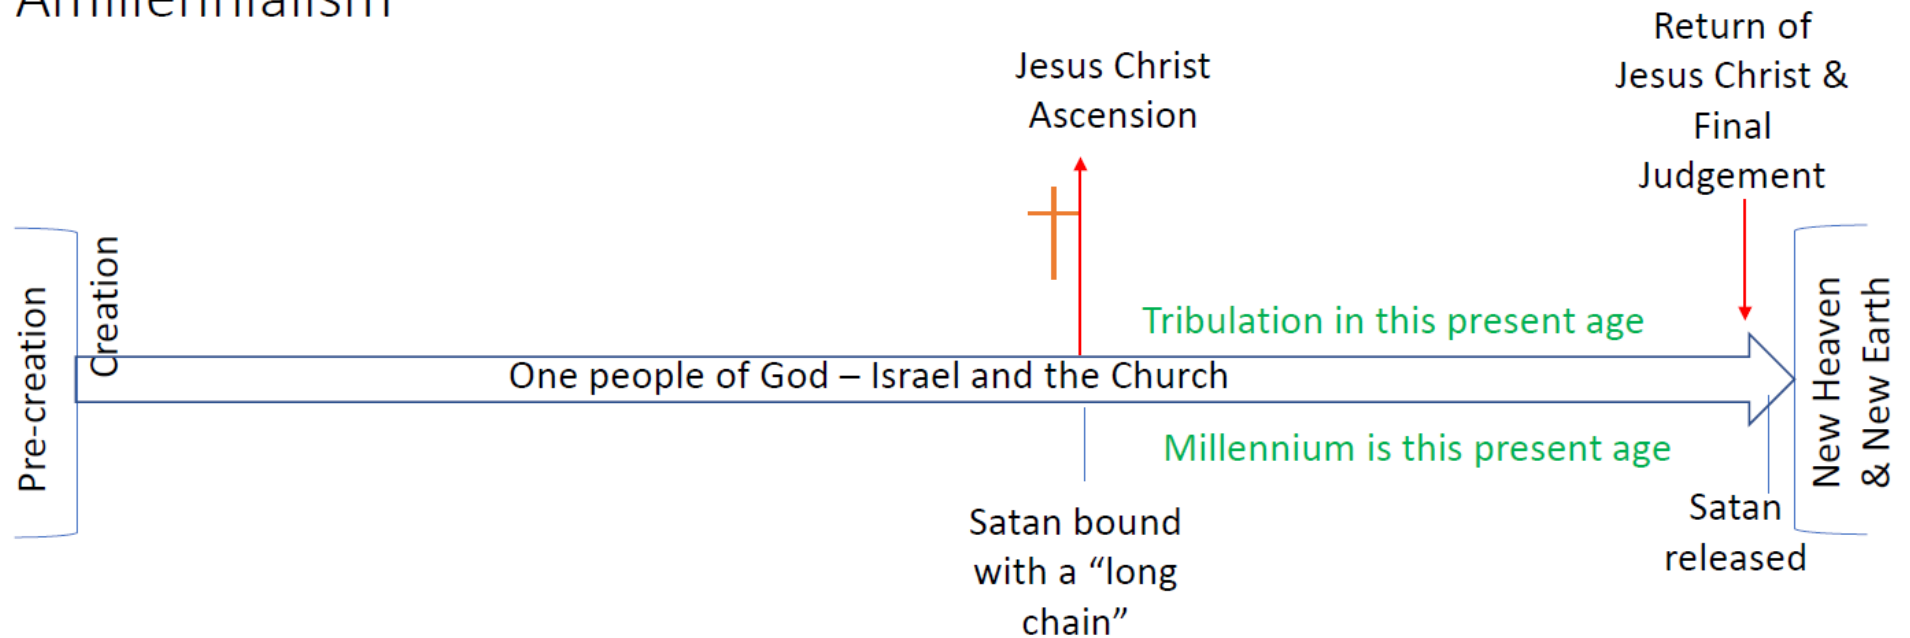 Amillennialism
Return of
Jesus Christ &
Final
Judgement
Jesus Christ
Ascension
Pre-creation
Creation
Tribulation in this present age
One people of God – Israel and the Church
Millennium is this present age
New Heaven
& New Earth
Satan bound
with a “long
chain”
Satan
released